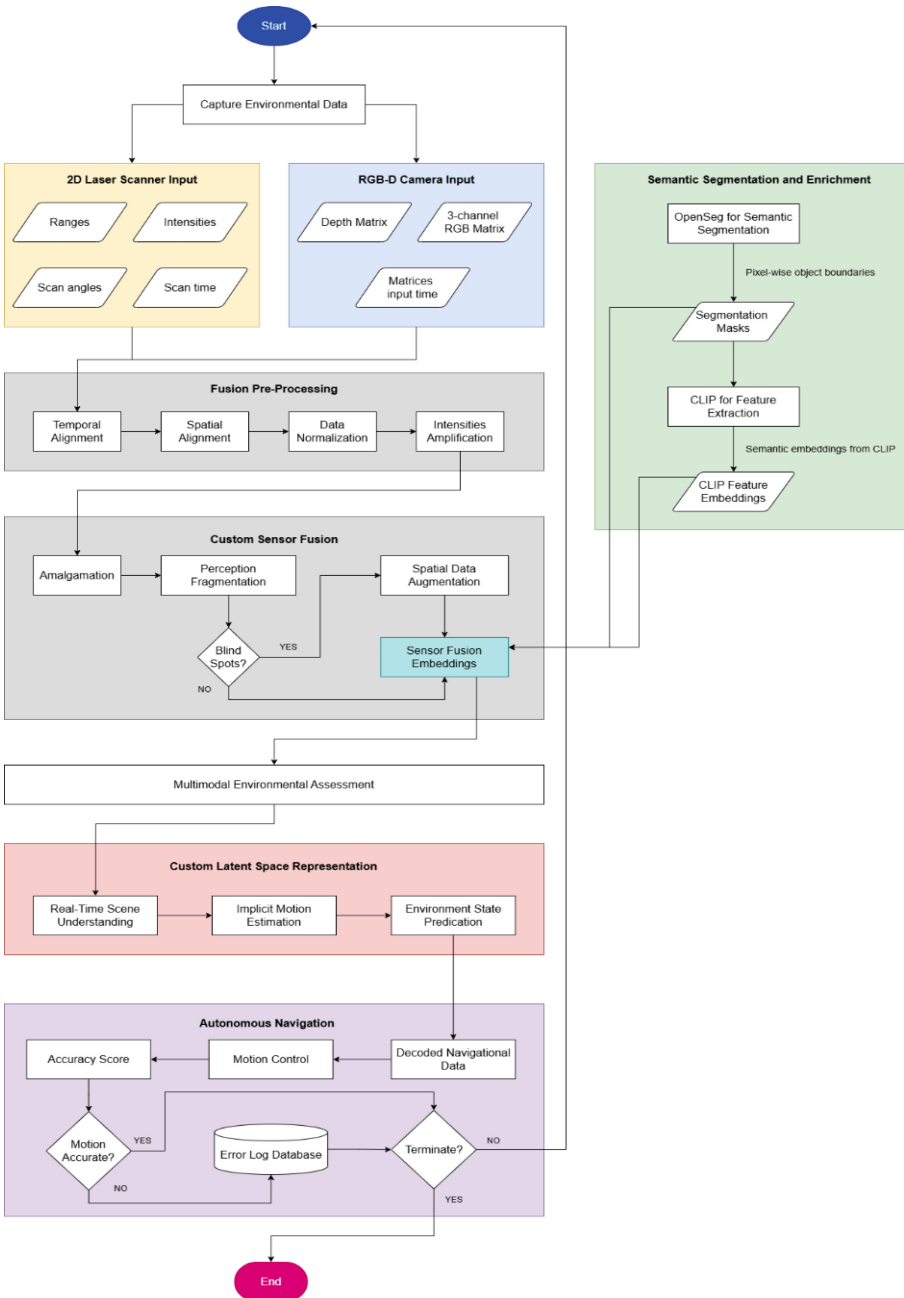 Start
Capture Environmental Data
2D Laser Scanner Input
Ranges
Intensities
Scan angles
Scan time
RGB-D Camera Input
Depth Matrix
3-channel
RGB Matrix
Matrices
input time
Semantic Segmentation and Enrichment
OpenSeg for Semantic
Segmentation
Pixel-wise object boundaries
Segmentation
Masks
CLIP for Feature
Extraction
Semantic embeddings from CLIP
CLIP Feature
Embeddings
Fusion Pre-Processing
Temporal
Alignment
Spatial
Alignment
Data
Normalization
Intensities
Amplification
Custom Sensor Fusion
Amalgamation
Perception
Fragmentation
Spatial Data
Augmentation
Blind
Spots?
YES
NO
Sensor Fusion
Embeddings
Multimodal Environmental Assessment
Custom Latent Space Representation
Real-Time Scene
Understanding
Implicit Motion
Estimation
Environment State
Predication
Autonomous Navigation
Accuracy Score
Motion Control
Decoded Navigational
Data
Motion
Accurate?
YES
NO
Error Log Database
Terminate?
NO
YES
End